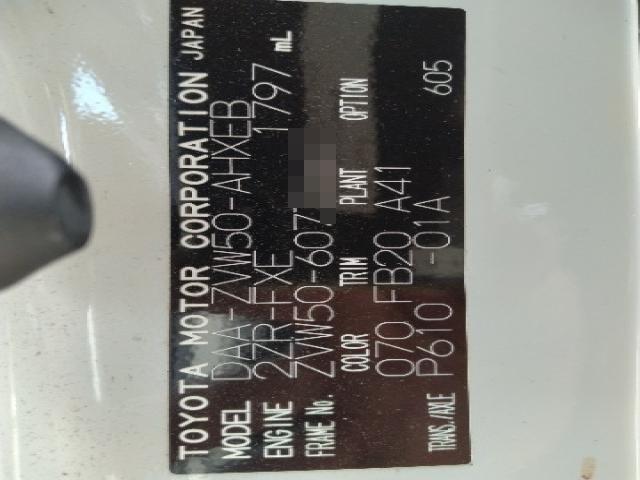 TOYOTA MOTOR CORPORATION JAPAN
MODEL DAA-ZVW50-AHXEB
ENGINE 2ZR-FXE 1797 mL
FRAME No. ZVW50-607
COLOR TRIM PLANT OPTION
070 FB20 A41
TRANS./AXLE P610 -01A 605